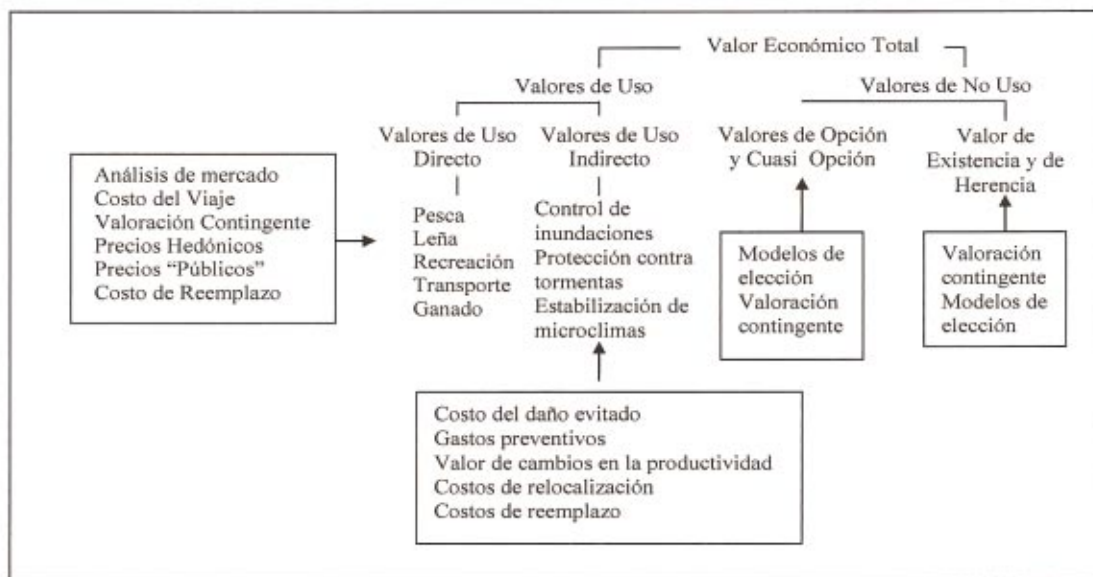 Valor Económico Total
Valores de Uso
Valores de No Uso
Valores de Uso
Directo
Valores de Uso
Indirecto
Valores de Opción
y Cuasi Opción
Valor de
Existencia y de
Herencia
Análisis de mercado
Costo del Viaje
Valoración Contingente
Precios Hedónicos
Precios “Públicos”
Costo de Reemplazo
Pesca
Leña
Recreación
Transporte
Ganado
Control de
inundaciones
Protección contra
tormentas
Estabilización de
microclimas
Modelos de
elección
Valoración
contingente
Valoración
contingente
Modelos de
elección
Costo del daño evitado
Gastos preventivos
Valor de cambios en la productividad
Costos de relocalización
Costos de reemplazo